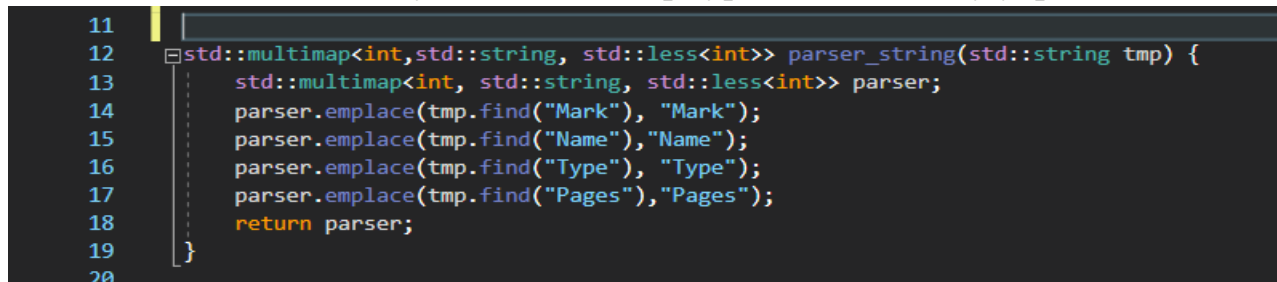 11
12 std::multimap<int,std::string, std::less<int>> parser_string(std::string tmp) {
13 std::multimap<int, std::string, std::less<int>> parser;
14 parser.emplace(tmp.find("Mark"), "Mark");
15 parser.emplace(tmp.find("Name"),"Name");
16 parser.emplace(tmp.find("Type"), "Type");
17 parser.emplace(tmp.find("Pages"),"Pages");
18 return parser;
19 }
20